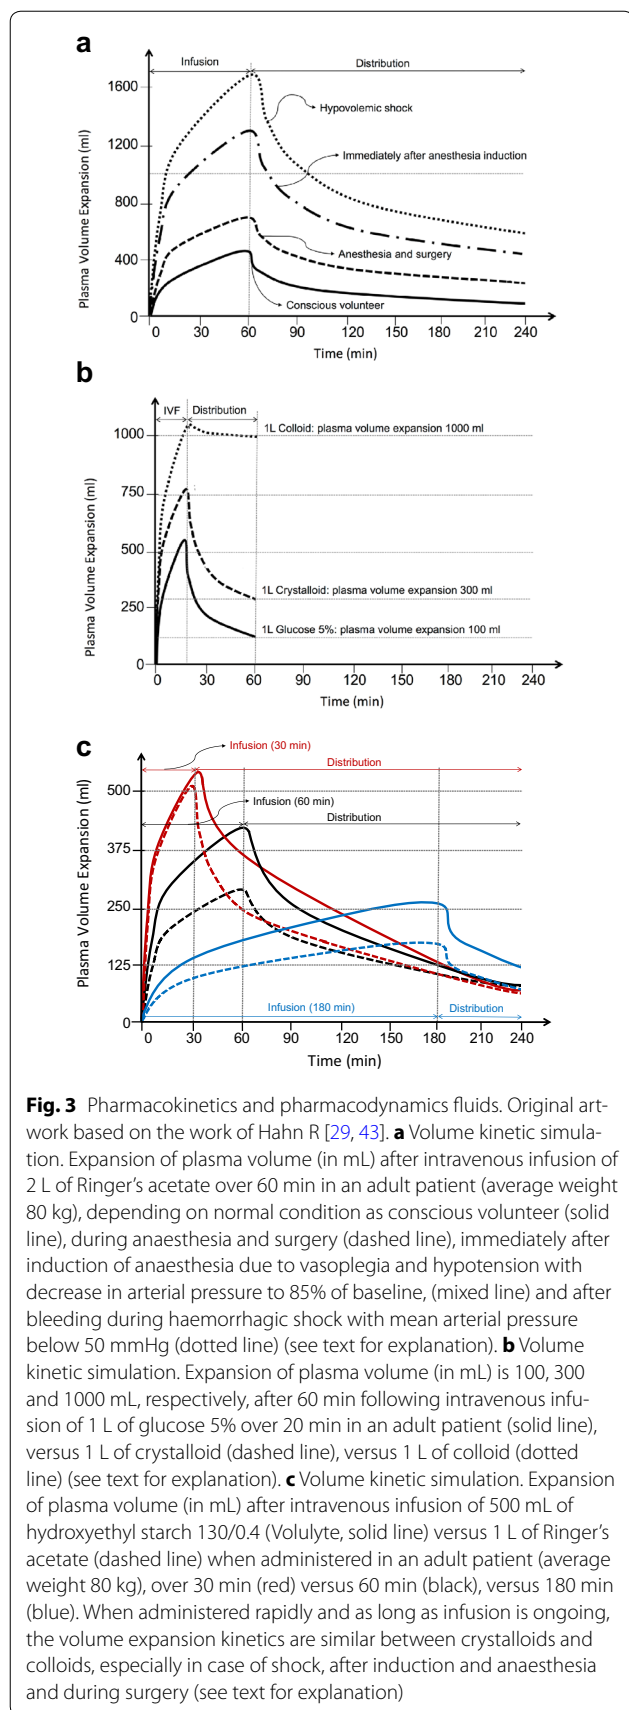 a
Infusion
Distribution
Plasma Volume Expansion (ml)
1600
1200
800
400
0
Hypovolemic shock
Immediately after anesthesia induction
Anesthesia and surgery
Conscious volunteer
0 30 60 90 120 150 180 210 240
Time (min)
b
IVF
Distribution
Plasma Volume Expansion (ml)
1000
750
500
250
0
1L Colloid: plasma volume expansion 1000 ml
1L Crystalloid: plasma volume expansion 300 ml
1L Glucose 5%: plasma volume expansion 100 ml
0 30 60 90 120 150 180 210 240
Time (min)
c
Infusion (30 min)
Distribution
Infusion (60 min)
Distribution
Plasma Volume Expansion (ml)
500
375
250
125
0
Infusion (180 min)
Distribution
0 30 60 90 120 150 180 210 240
Time (min)
Fig. 3 Pharmacokinetics and pharmacodynamics fluids. Original art-
work based on the work of Hahn R [29, 43]. a Volume kinetic simula-
tion. Expansion of plasma volume (in mL) after intravenous infusion of
2 L of Ringer's acetate over 60 min in an adult patient (average weight
80 kg), depending on normal condition as conscious volunteer (solid
line), during anaesthesia and surgery (dashed line), immediately after
induction of anaesthesia due to vasoplegia and hypotension with
decrease in arterial pressure to 85% of baseline, (mixed line) and after
bleeding during haemorrhagic shock with mean arterial pressure
below 50 mmHg (dotted line) (see text for explanation). b Volume
kinetic simulation. Expansion of plasma volume (in mL) is 100, 300
and 1000 mL, respectively, after 60 min following intravenous infu-
sion of 1 L of glucose 5% over 20 min in an adult patient (solid line),
versus 1 L of crystalloid (dashed line), versus 1 L of colloid (dotted
line) (see text for explanation). c Volume kinetic simulation. Expansion
of plasma volume (in mL) after intravenous infusion of 500 mL of
hydroxyethyl starch 130/0.4 (Volulyte, solid line) versus 1 L of Ringer's
acetate (dashed line) when administered in an adult patient (average
weight 80 kg), over 30 min (red) versus 60 min (black), versus 180 min
(blue). When administered rapidly and as long as infusion is ongoing,
the volume expansion kinetics are similar between crystalloids and
colloids, especially in case of shock, after induction and anaesthesia
and during surgery (see text for explanation)